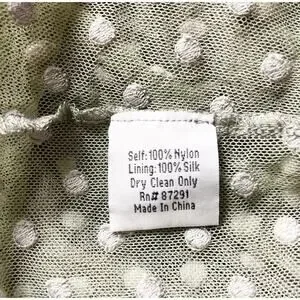 Self: 100% Nylon
Lining: 100% Silk
Dry Clean Only
Rn# 87291
Made In China